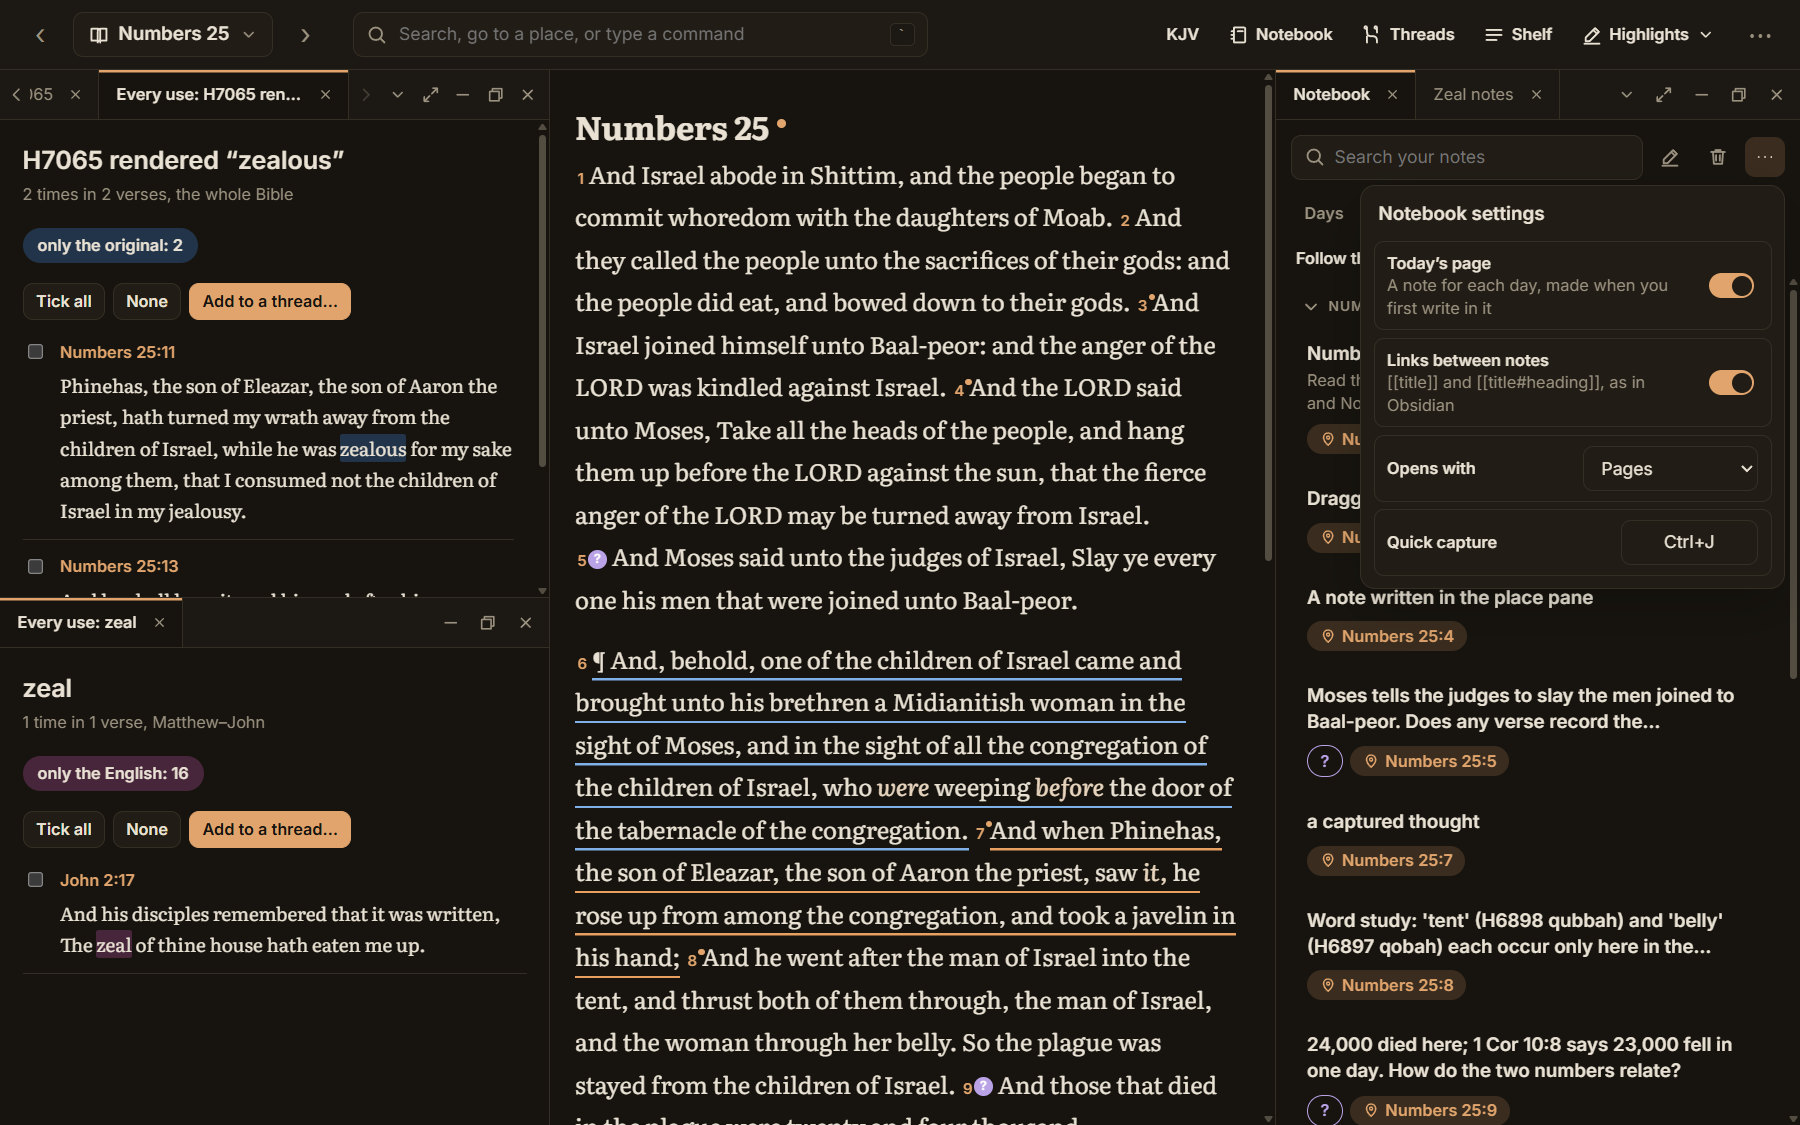 Numbers 25
Search, go to a place, or type a command
`
KJV
Notebook
Threads
Shelf
Highlights
Every use: H7065 ren...
H7065 rendered “zealous”
2 times in 2 verses, the whole Bible
only the original: 2
Tick all
None
Add to a thread...
Numbers 25:11
Phinehas, the son of Eleazar, the son of Aaron the
priest, hath turned my wrath away from the
children of Israel, while he was zealous for my sake
among them, that I consumed not the children of
Israel in my jealousy.
Numbers 25:13
Every use: zeal
zeal
1 time in 1 verse, Matthew–John
only the English: 16
Tick all
None
Add to a thread...
John 2:17
And his disciples remembered that it was written,
The zeal of thine house hath eaten me up.
Numbers 25
1 And Israel abode in Shittim, and the people began to
commit whoredom with the daughters of Moab. 2 And
they called the people unto the sacrifices of their gods: and
the people did eat, and bowed down to their gods. 3 And
Israel joined himself unto Baal-peor: and the anger of the
LORD was kindled against Israel. 4 And the LORD said
unto Moses, Take all the heads of the people, and hang
them up before the LORD against the sun, that the fierce
anger of the LORD may be turned away from Israel.
5 ? And Moses said unto the judges of Israel, Slay ye every
one his men that were joined unto Baal-peor.
6 ¶ And, behold, one of the children of Israel came and
brought unto his brethren a Midianitish woman in the
sight of Moses, and in the sight of all the congregation of
the children of Israel, who were weeping before the door of
the tabernacle of the congregation. 7 And when Phinehas,
the son of Eleazar, the son of Aaron the priest, saw it, he
rose up from among the congregation, and took a javelin in
his hand; 8 And he went after the man of Israel into the
tent, and thrust both of them through, the man of Israel,
and the woman through her belly. So the plague was
stayed from the children of Israel. 9 ? And those that died
in the plague were twenty and four thousand.
Notebook
Zeal notes
Search your notes
Days
Follow
Notebook settings
Today’s page
A note for each day, made when you
first write in it
Links between notes
[[title]] and [[title#heading]], as in
Obsidian
Opens with
Pages
Quick capture
Ctrl+J
A note written in the place pane
Numbers 25:4
Moses tells the judges to slay the men joined to
Baal-peor. Does any verse record the...
? Numbers 25:5
a captured thought
Numbers 25:7
Word study: 'tent' (H6898 qubbah) and 'belly'
(H6897 qobah) each occur only here in the...
Numbers 25:8
24,000 died here; 1 Cor 10:8 says 23,000 fell in
one day. How do the two numbers relate?
? Numbers 25:9